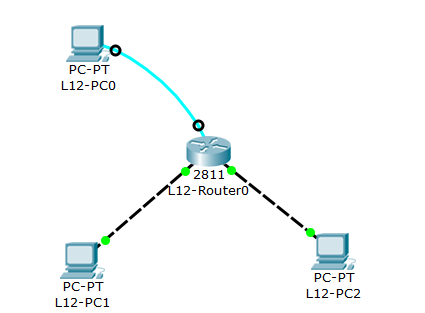 PC-PT
L12-PC0
2811
L12-Router0
PC-PT
L12-PC1
PC-PT
L12-PC2